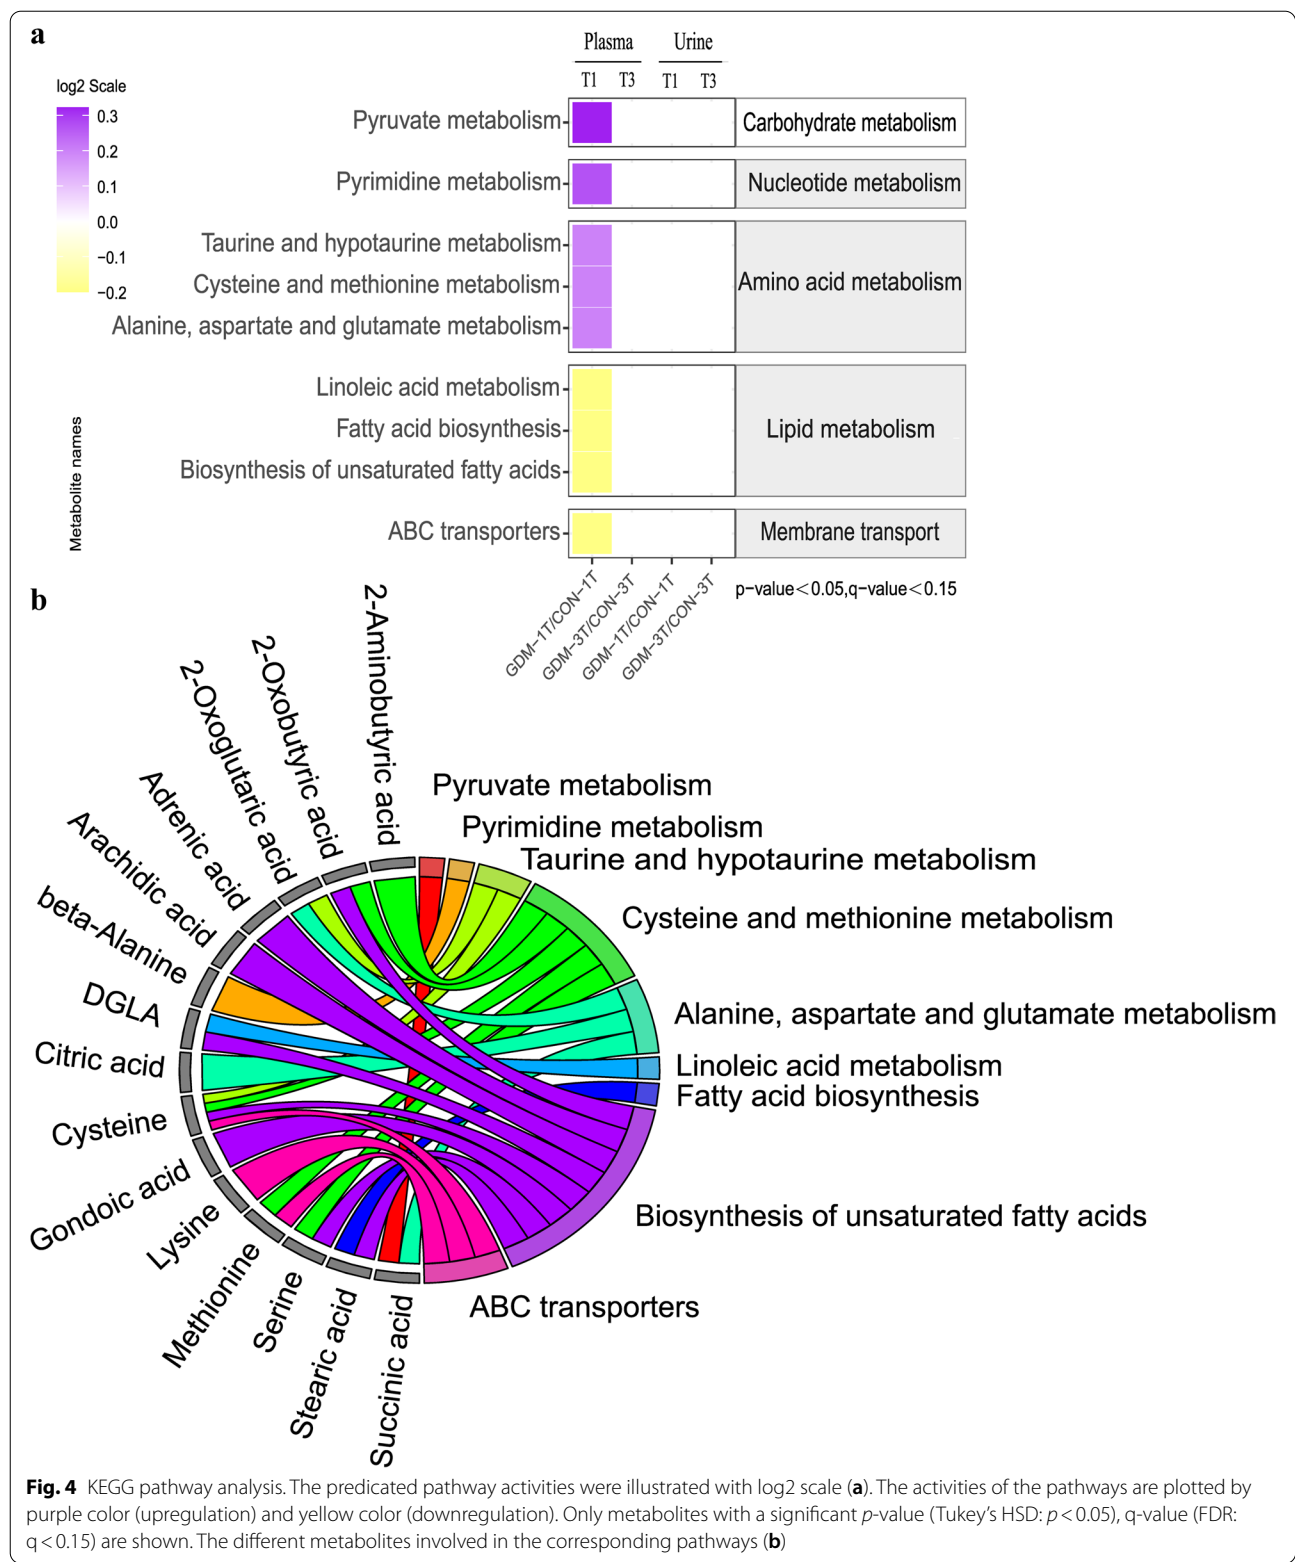 a
Plasma Urine
T1 T3 T1 T3
log2 Scale
0.3
0.2
0.1
0.0
−0.1
−0.2
Metabolite names
Pyruvate metabolism
Carbohydrate metabolism
Pyrimidine metabolism
Nucleotide metabolism
Taurine and hypotaurine metabolism
Cysteine and methionine metabolism
Alanine, aspartate and glutamate metabolism
Amino acid metabolism
Linoleic acid metabolism
Fatty acid biosynthesis
Biosynthesis of unsaturated fatty acids
Lipid metabolism
ABC transporters
Membrane transport
GDM−1T/CON−1T
GDM−3T/CON−3T
GDM−1T/CON−1T
GDM−3T/CON−3T
p−value<0.05,q−value<0.15
b
2-Aminobutyric acid
2-Oxobutyric acid
2-Oxoglutaric acid
Adrenic acid
Arachidic acid
beta-Alanine
DGLA
Citric acid
Cysteine
Gondoic acid
Lysine
Methionine
Serine
Stearic acid
Succinic acid
Pyruvate metabolism
Pyrimidine metabolism
Taurine and hypotaurine metabolism
Cysteine and methionine metabolism
Alanine, aspartate and glutamate metabolism
Linoleic acid metabolism
Fatty acid biosynthesis
Biosynthesis of unsaturated fatty acids
ABC transporters
Fig. 4 KEGG pathway analysis. The predicated pathway activities were illustrated with log2 scale (a). The activities of the pathways are plotted by
purple color (upregulation) and yellow color (downregulation). Only metabolites with a significant p-value (Tukey’s HSD: p < 0.05), q-value (FDR:
q < 0.15) are shown. The different metabolites involved in the corresponding pathways (b)